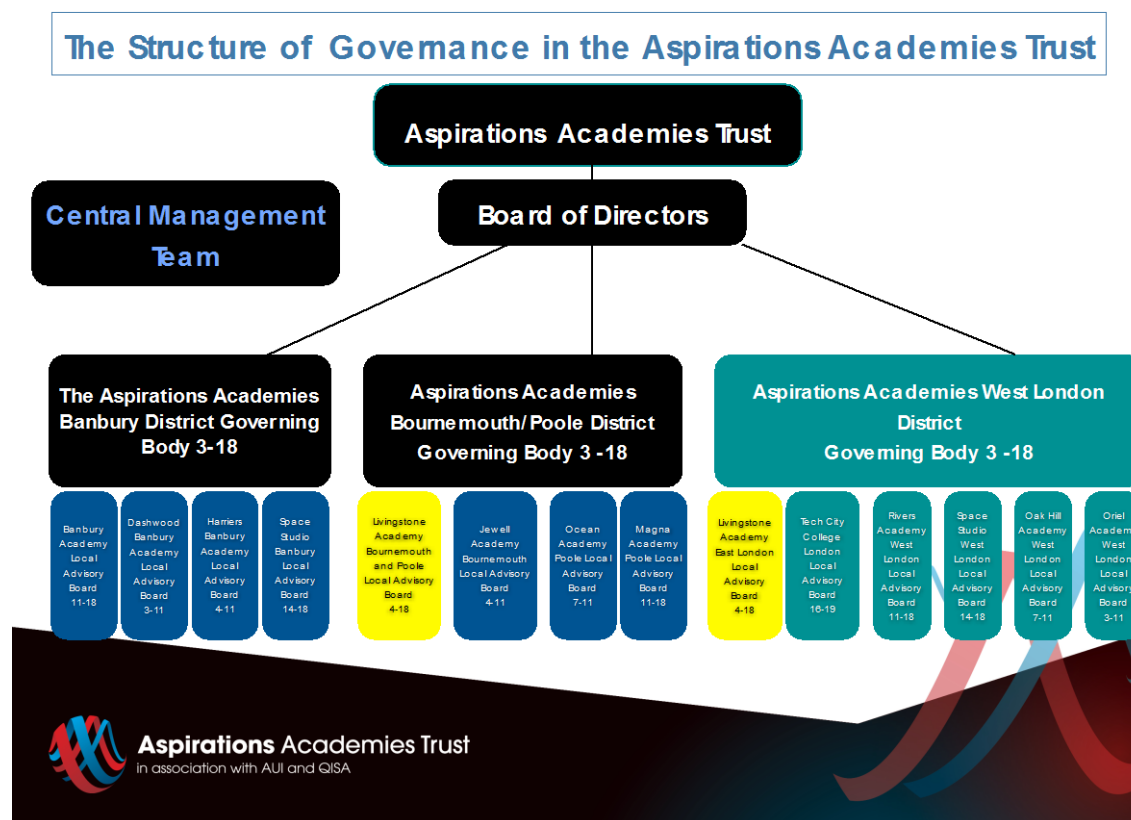 The Structure of Governance in the Aspirations Academies Trust
Aspirations Academies Trust
Central Management
Team
Board of Directors
The Aspirations Academies
Banbury District Governing
Body 3-18
Aspirations Academies
Bournemouth/Poole District
Governing Body 3 -18
Aspirations Academies West London
District
Governing Body 3 -18
Banbury
Academy
Local
Advisory
Board
11-18
Dashwood
Banbury
Academy
Local
Advisory
Board
3-11
Harriers
Banbury
Academy
Local
Advisory
Board
4-11
Space
Studio
Banbury
Local
Advisory
Board
14-18
Livingstone
Academy
Bournemouth
and Poole
Local Advisory
Board
4-18
Jewell
Academy
Bournemouth
Local Advisory
Board
4-11
Ocean
Academy
Poole Local
Advisory
Board
7-11
Magna
Academy
Poole Local
Advisory
Board
11-18
Livingstone
Academy
East London
Local
Advisory
Board
4-18
Tech City
College
London
Local
Advisory
Board
16-19
Rivers
Academy
West
London
Local
Advisory
Board
11-18
Space
Studio
West
London
Local
Advisory
Board
14-18
Oak Hill
Academy
West
London
Local
Advisory
Board
7-11
Oriel
Academy
West
London
Local
Advisory
Board
3-11
Aspirations Academies Trust
in association with AUI and QISA